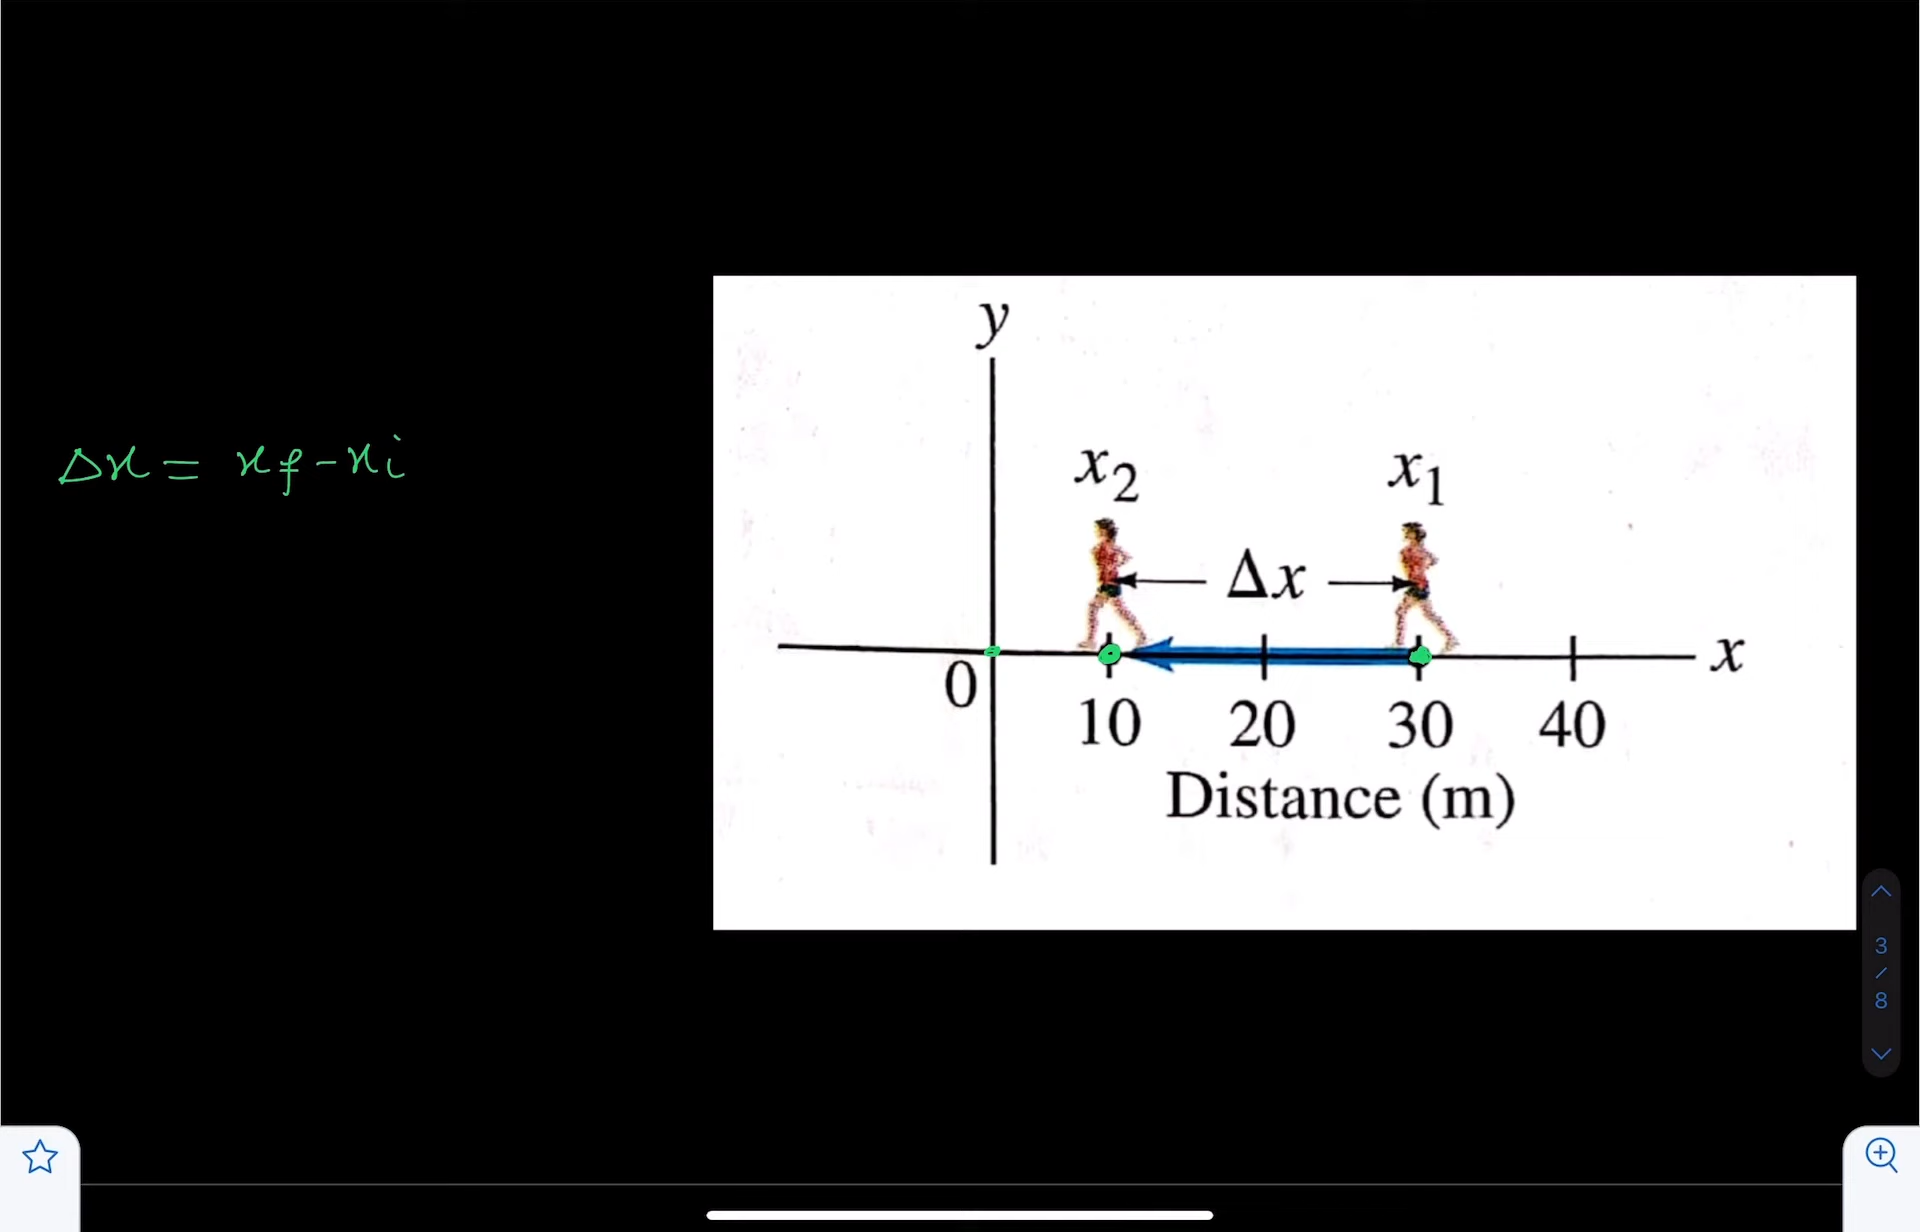 Δx = xf - xi
y
x₂ x₁
← Δx →
0 x
10 20 30 40
Distance (m)
3
/
8